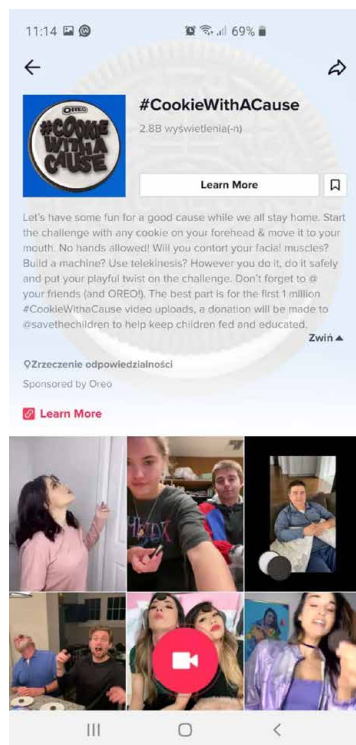 11:14
69%
OREO
#COOKIE
WITH A
CAUSE
#CookieWithACause
2.8B wyświetlenia(-n)
Learn More
Let's have some fun for a good cause while we all stay home. Start
the challenge with any cookie on your forehead & move it to your
mouth. No hands allowed! Will you contort your facial muscles?
Build a machine? Use telekinesis? However you do it, do it safely
and put your playful twist on the challenge. Don't forget to @
your friends (and OREO!). The best part is for the first 1 million
#CookieWithaCause video uploads, a donation will be made to
@savethechildren to help keep children fed and educated.
Zwiń
Zrzeczenie odpowiedzialności
Sponsored by Oreo
Learn More